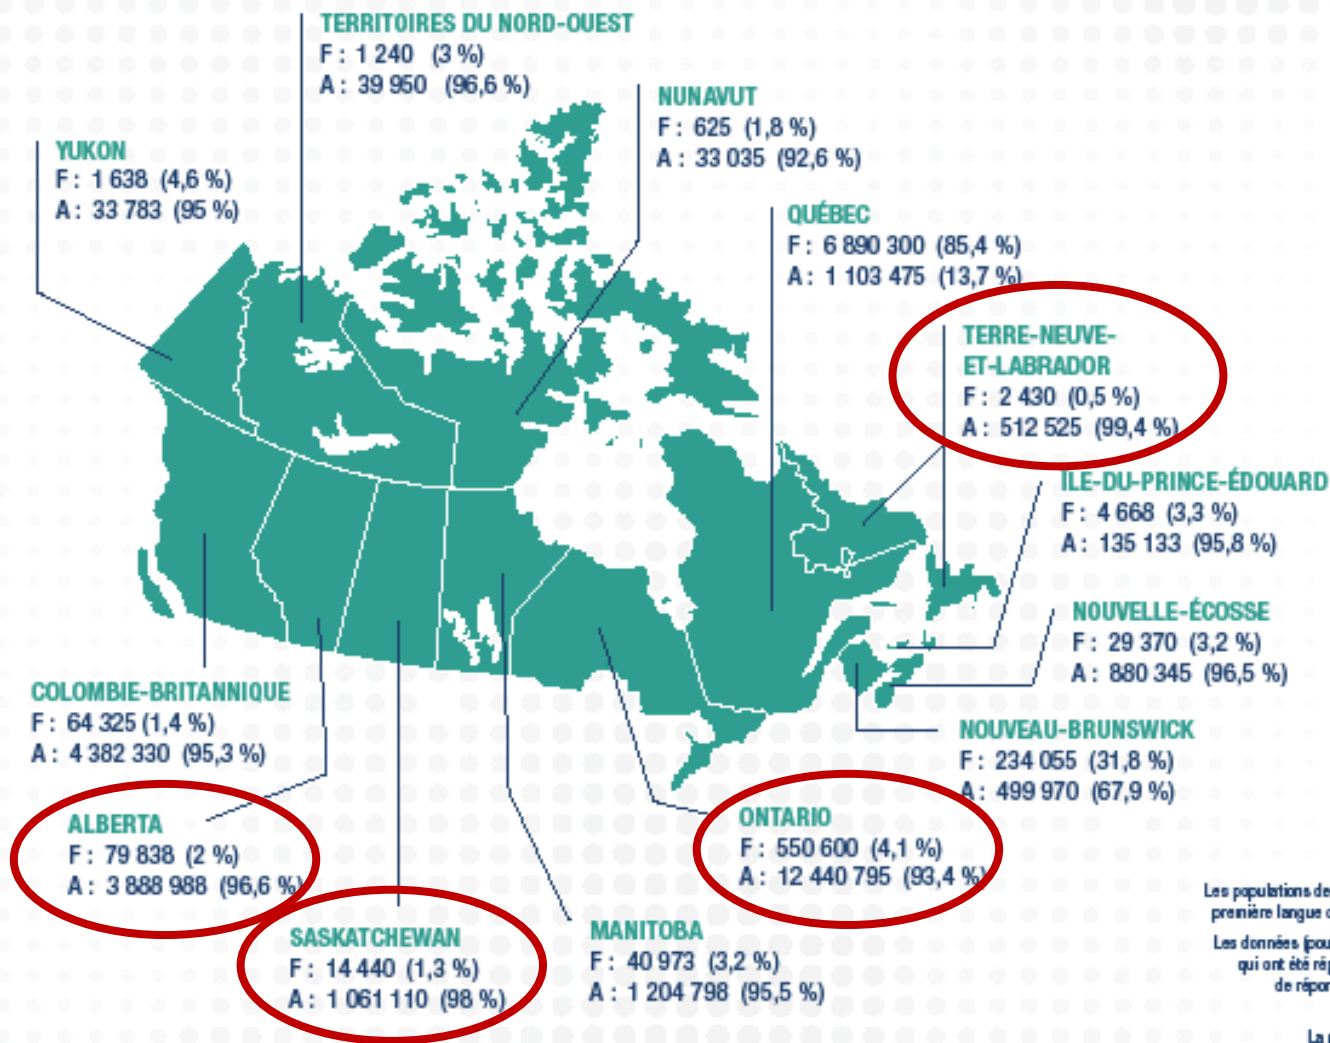 TERRITOIRES DU NORD-OUEST
F : 1 240 (3 %)
A : 39 950 (96,6 %)
NUNAVUT
F : 625 (1,8 %)
A : 33 035 (92,6 %)
YUKON
F : 1 638 (4,6 %)
A : 33 783 (95 %)
QUÉBEC
F : 6 890 300 (85,4 %)
A : 1 103 475 (13,7 %)
TERRE-NEUVE-
ET-LABRADOR
F : 2 430 (0,5 %)
A : 512 525 (99,4 %)
ÎLE-DU-PRINCE-ÉDOUARD
F : 4 668 (3,3 %)
A : 135 133 (95,8 %)
NOUVELLE-ÉCOSSE
F : 29 370 (3,2 %)
A : 880 345 (96,5 %)
COLOMBIE-BRITANNIQUE
F : 64 325 (1,4 %)
A : 4 382 330 (95,3 %)
NOUVEAU-BRUNSWICK
F : 234 055 (31,8 %)
A : 499 970 (67,9 %)
ALBERTA
F : 79 838 (2 %)
A : 3 888 988 (96,6 %)
ONTARIO
F : 550 600 (4,1 %)
A : 12 440 795 (93,4 %)
SASKATCHEWAN
F : 14 440 (1,3 %)
A : 1 061 110 (98 %)
MANITOBA
F : 40 973 (3,2 %)
A : 1 204 798 (95,5 %)
Les populations de
première langue
Les données
qui ont été
de
La